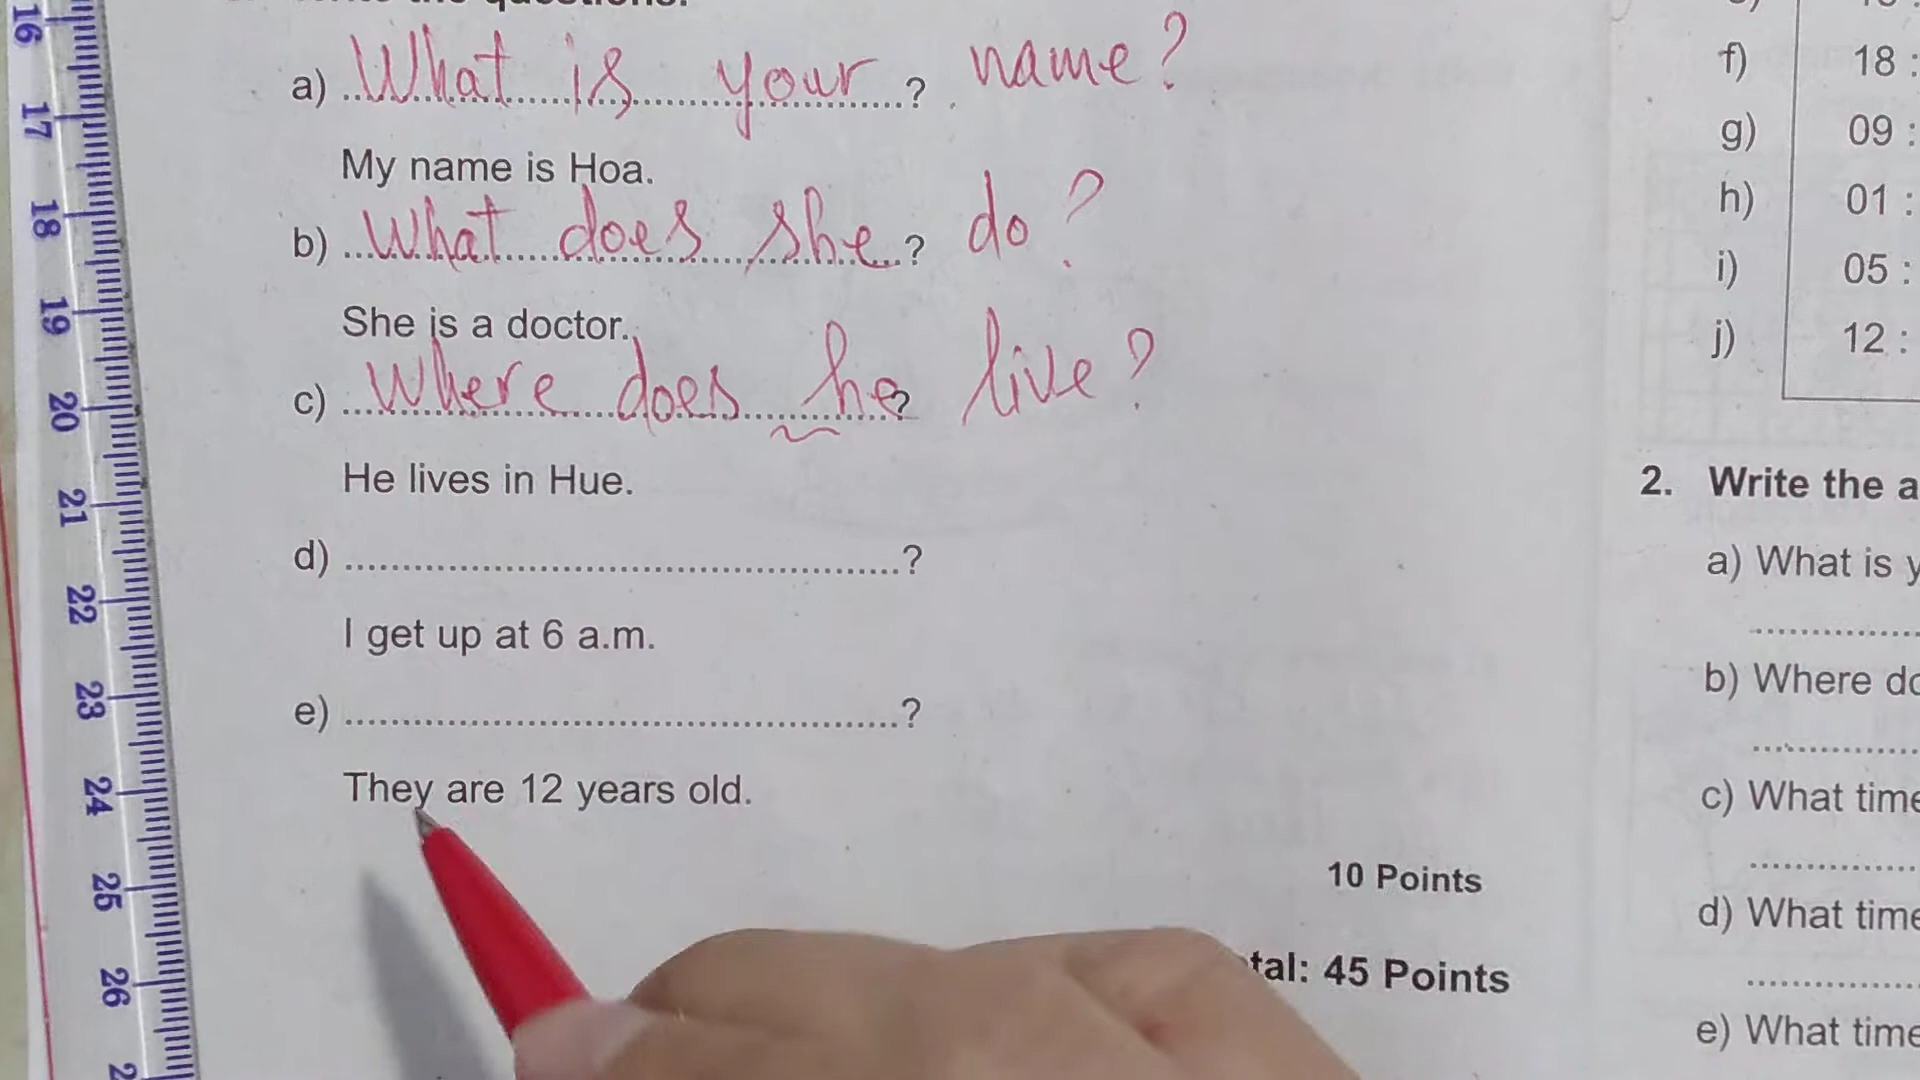 questions.
a) What is your ? name?
My name is Hoa.
b) What does she ? do?
She is a doctor.
c) Where does he ? live?
He lives in Hue.
d) ........................................ ?
I get up at 6 a.m.
e) ........................................ ?
They are 12 years old.
10 Points
tal: 45 Points
f) 18 :
g) 09 :
h) 01 :
i) 05 :
j) 12 :
2. Write the a
a) What is y
b) Where do
c) What time
d) What time
e) What time
16
17
18
19
20
21
22
23
24
25
26
2